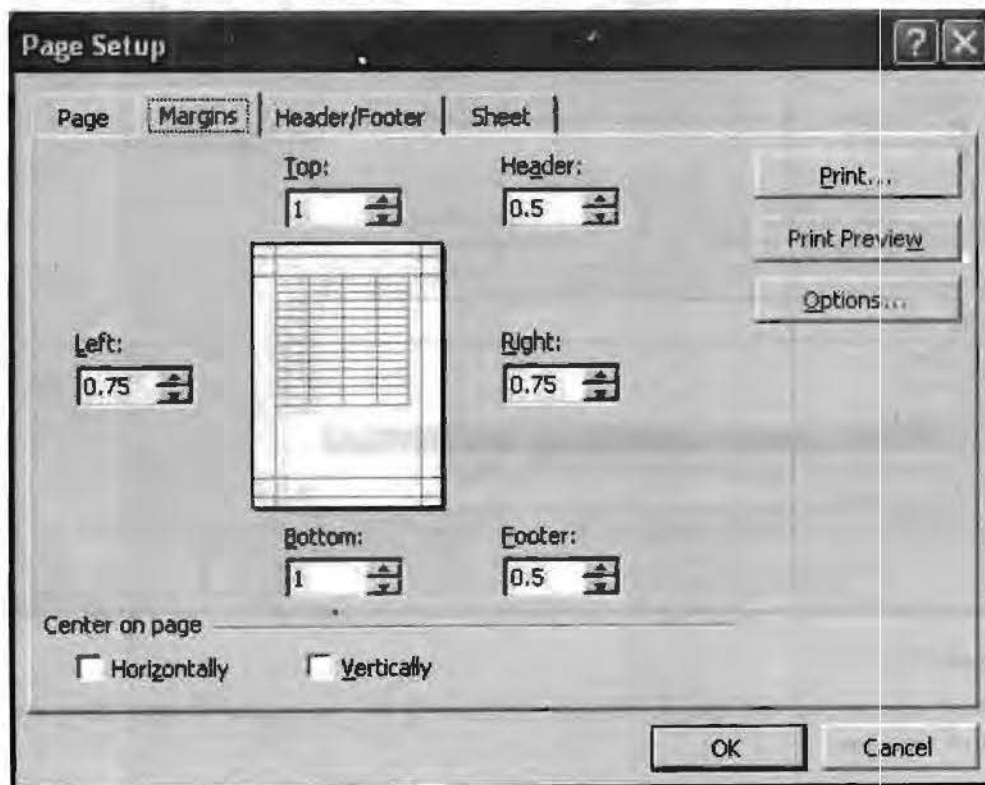 Page Setup
Page Margins Header/Footer Sheet
Top: Header:
1 0.5
Print...
Print Preview
Options...
Left: Right:
0.75 0.75
Bottom: Footer:
1 0.5
Center on page
Horizontally Vertically
OK Cancel